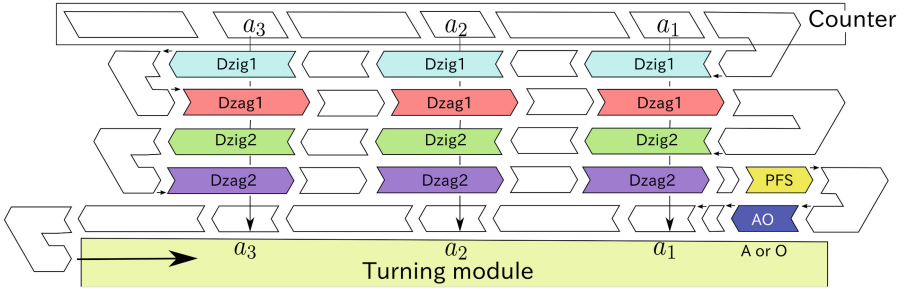 a3 a2 a1 Counter
Dzig1 Dzig1 Dzig1
Dzag1 Dzag1 Dzag1
Dzig2 Dzig2 Dzig2
Dzag2 Dzag2 Dzag2 PFS
AO
a3 a2 a1 A or O
Turning module